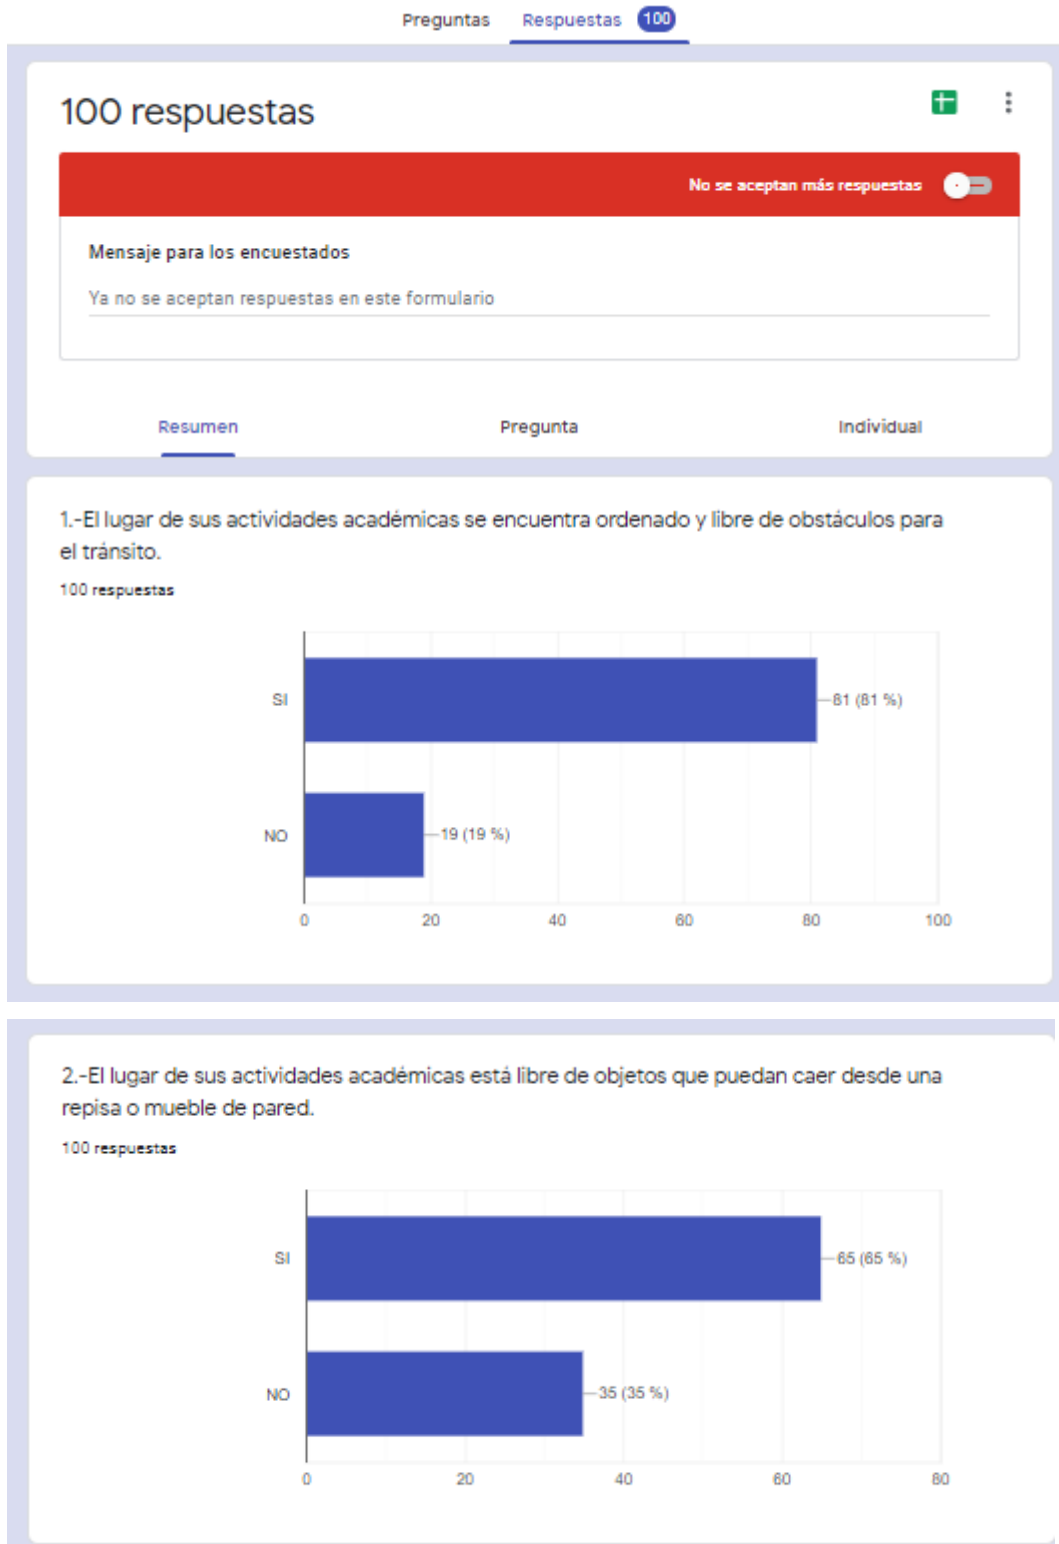 Preguntas Respuestas 100
100 respuestas
No se aceptan más respuestas
Mensaje para los encuestados
Ya no se aceptan respuestas en este formulario
Resumen Pregunta Individual
1.-El lugar de sus actividades académicas se encuentra ordenado y libre de obstáculos para
el tránsito.
100 respuestas
SI
81 (81 %)
NO
19 (19 %)
0 20 40 60 80 100
2.-El lugar de sus actividades académicas está libre de objetos que puedan caer desde una
repisa o mueble de pared.
100 respuestas
SI
65 (65 %)
NO
35 (35 %)
0 20 40 60 80